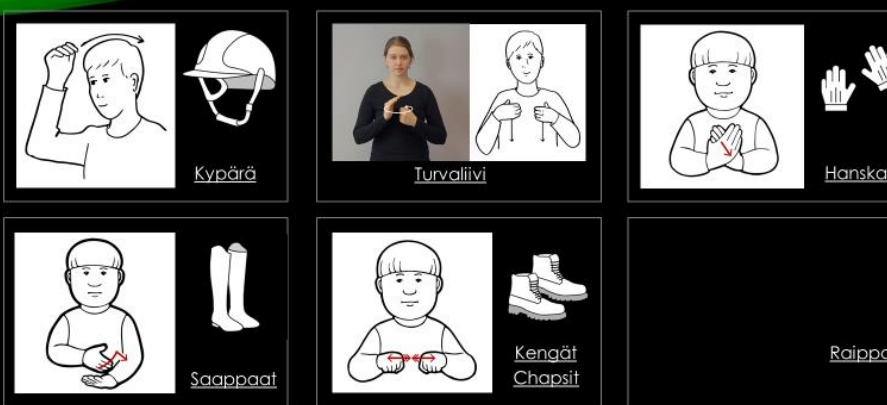 Kypärä
Turvaliivi
Hanska
Saappaat
Kengät
Chapsit
Raippa